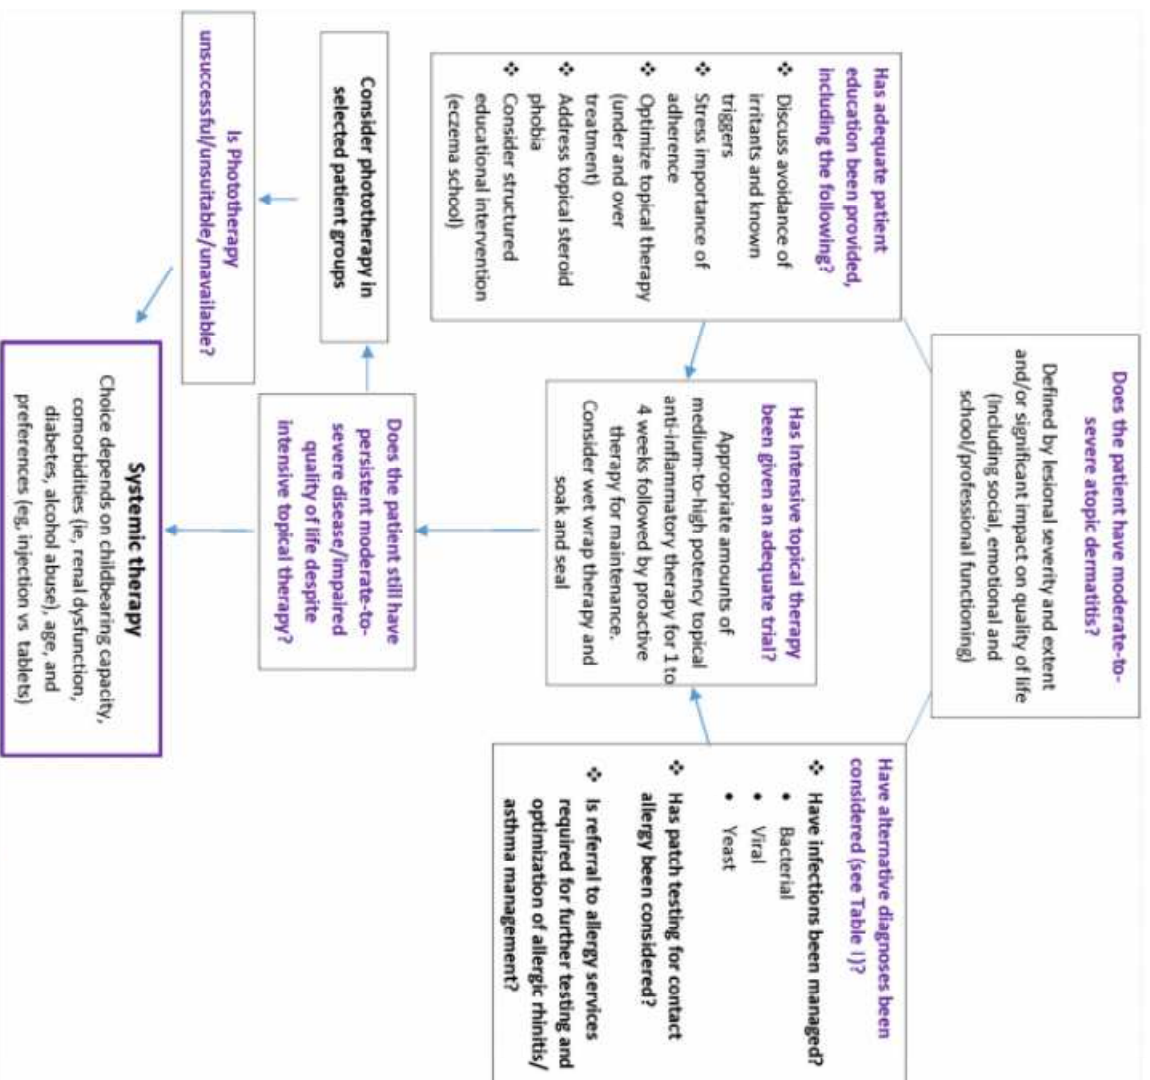 Does the patient have moderate-to-
severe atopic dermatitis?
Defined by lesional severity and extent
and/or significant impact on quality of life
(including social, emotional and
school/professional functioning)
Has adequate patient
education been provided,
including the following?
❖ Discuss avoidance of
irritants and known
triggers
❖ Stress importance of
adherence
❖ Optimize topical therapy
(under and over
treatment)
❖ Address topical steroid
phobia
❖ Consider structured
educational intervention
(eczema school)
Have alternative diagnoses been
considered (see Table I)?
❖ Have infections been managed?
• Bacterial
• Viral
• Yeast
❖ Has patch testing for contact
allergy been considered?
❖ Is referral to allergy services
required for further testing and
optimization of allergic rhinitis/
asthma management?
Has intensive topical therapy
been given an adequate trial?
Appropriate amounts of
medium-to-high potency topical
anti-inflammatory therapy for 1 to
4 weeks followed by proactive
therapy for maintenance.
Consider wet wrap therapy and
soak and seal
Does the patient still have
persistent moderate-to-
severe disease/impaired
quality of life despite
intensive topical therapy?
Consider phototherapy in
selected patient groups
Is Phototherapy
unsuccessful/unsuitable/unavailable?
Systemic therapy
Choice depends on childbearing capacity,
comorbidities (ie, renal dysfunction,
diabetes, alcohol abuse), age, and
preferences (eg, injection vs tablets)